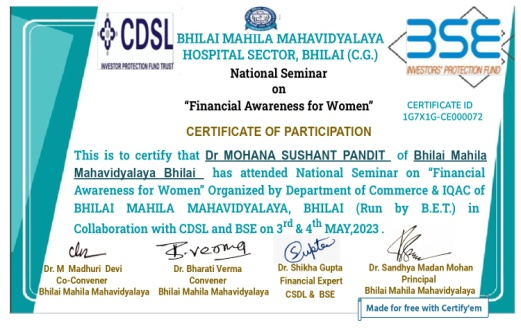 CDSL
INVESTOR PROTECTION FUND TRUST
BHILAI MAHILA MAHAVIDYALAYA
HOSPITAL SECTOR, BHILAI (C.G.)
National Seminar
on
“Financial Awareness for Women”
BSE
INVESTORS' PROTECTION FUND
CERTIFICATE ID
1G7X1G-CE000072
CERTIFICATE OF PARTICIPATION
This is to certify that Dr MOHANA SUSHANT PANDIT of Bhilai Mahila
Mahavidyalaya Bhilai has attended National Seminar on “Financial
Awareness for Women” Organized by Department of Commerce & IQAC of
BHILAI MAHILA MAHAVIDYALAYA, BHILAI (Run by B.E.T.) in
Collaboration with CDSL and BSE on 3rd & 4th MAY,2023 .
B.verma
Gupta
Dr. M Madhuri Devi
Co-Convener
Bhilai Mahila Mahavidyalaya
Dr. Bharati Verma
Convener
Bhilai Mahila Mahavidyalaya
Dr. Shikha Gupta
Financial Expert
CSDL & BSE
Dr. Sandhya Madan Mohan
Principal
Bhilai Mahila Mahavidyalaya
Made for free with Certify'em